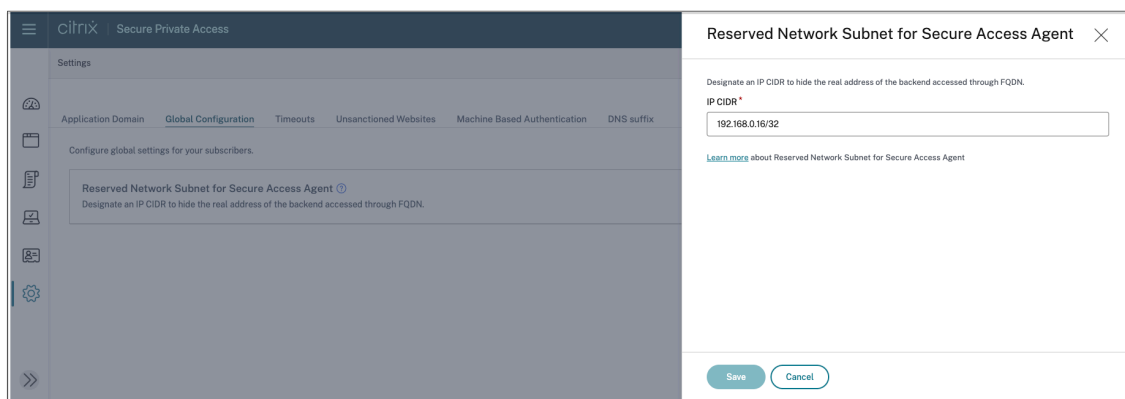 citrix | Secure Private Access
Settings
Application Domain Global Configuration Timeouts Unsanctioned Websites Machine Based Authentication DNS suffix
Configure global settings for your subscribers.
Reserved Network Subnet for Secure Access Agent ?
Designate an IP CIDR to hide the real address of the backend accessed through FQDN.
Reserved Network Subnet for Secure Access Agent
Designate an IP CIDR to hide the real address of the backend accessed through FQDN.
IP CIDR *
192.168.0.16/32
Learn more about Reserved Network Subnet for Secure Access Agent
Save Cancel